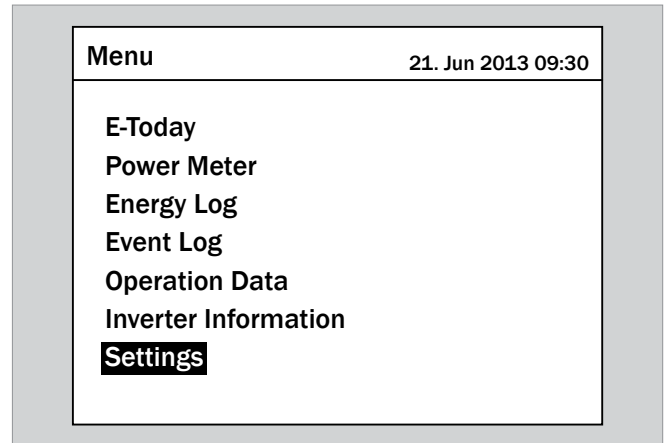 Menu
21. Jun 2013 09:30
E-Today
Power Meter
Energy Log
Event Log
Operation Data
Inverter Information
Settings